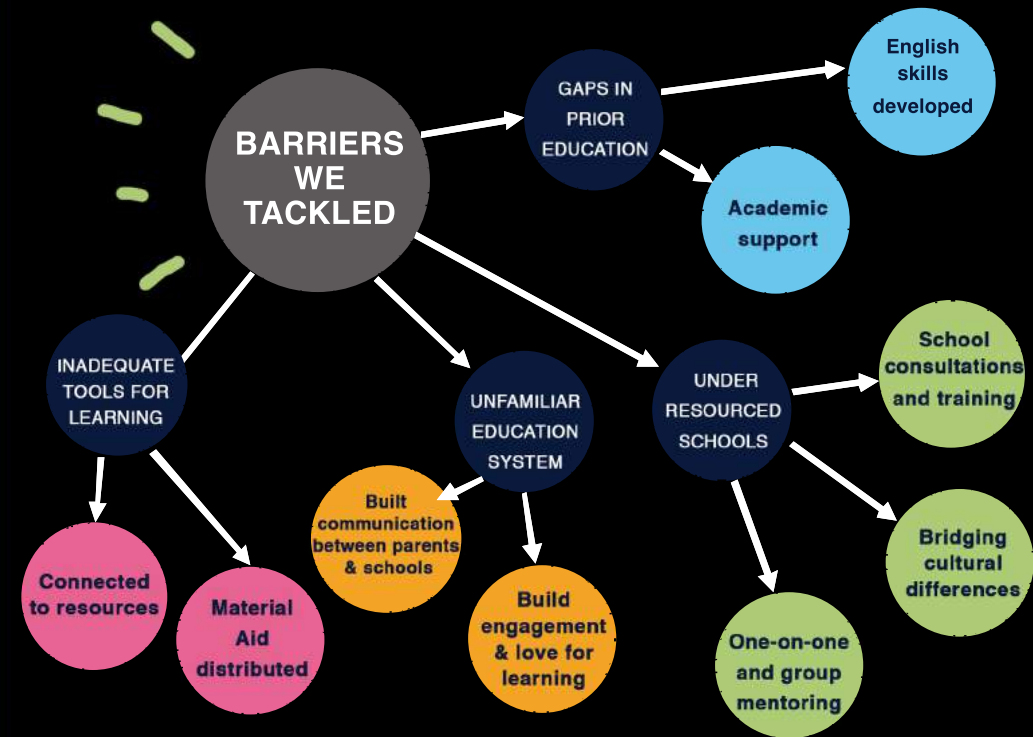 BARRIERS
WE
TACKLED
GAPS IN
PRIOR
EDUCATION
English
skills
developed
Academic
support
INADEQUATE
TOOLS FOR
LEARNING
UNFAMILIAR
EDUCATION
SYSTEM
UNDER
RESOURCED
SCHOOLS
School
consultations
and training
Connected
to resources
Material
Aid
distributed
Built
communication
between parents
& schools
Build
engagement
& love for
learning
One-on-one
and group
mentoring
Bridging
cultural
differences